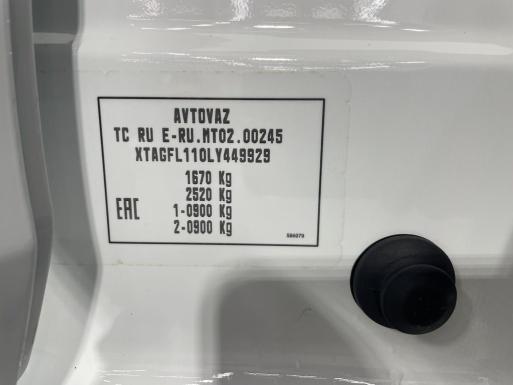 AVTOVAZ
TC RU E-RU.MT02.00245
XTAGFL110LY449929
1670 Kg
2520 Kg
EAC 1-0900 Kg
2-0900 Kg